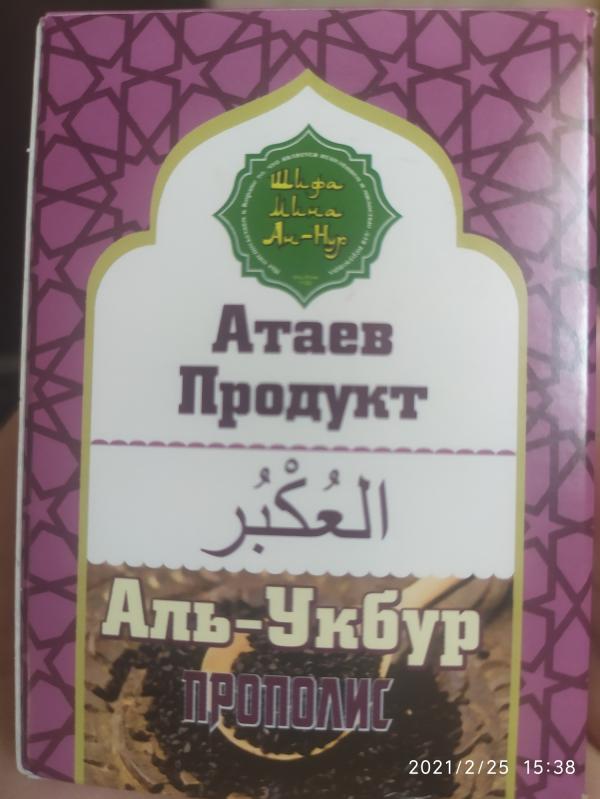 Шифа
Мина
Ан-Нур
Атаев
Продукт
العُكْبُر
Аль-Укбур
ПРОПОЛИС
2021/2/25 15:38